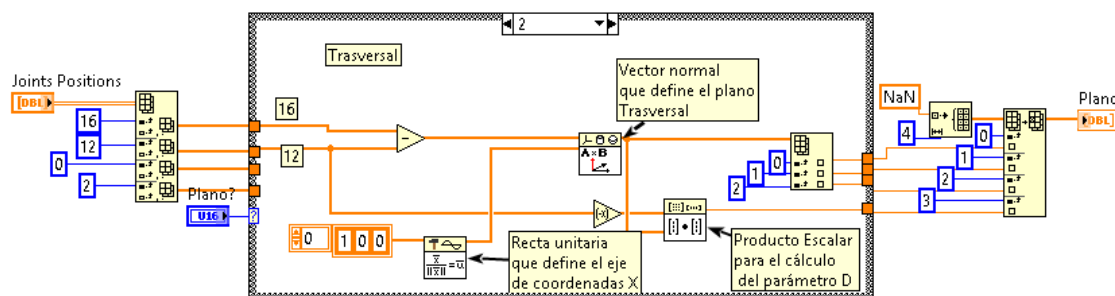 2
Trasversal
Joints Positions
[DBL]
16
12
0
2
Plano?
U16
?
16
12
Vector normal
que define el plano
Trasversal
A×B
0
1 0 0
x
||x||
=u
Recta unitaria
que define el eje
de coordenadas X
-x
Producto Escalar
para el cálculo
del parámetro D
0
1
2
NaN
4
0
1
2
3
Plano
DBL]